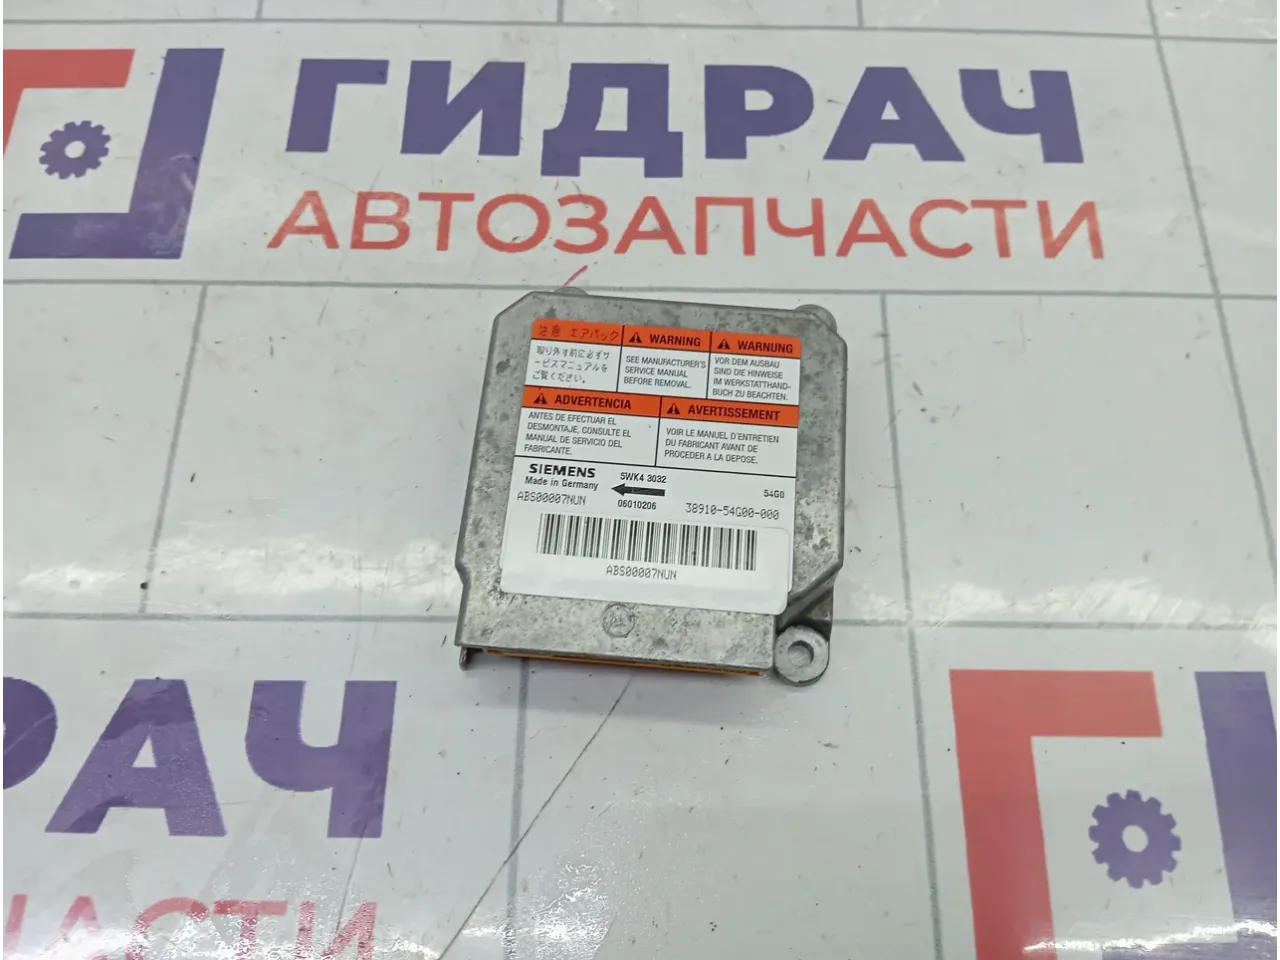 ГИДРАЧ
АВТОЗАПЧАСТИ
注意 エアバック
取り外す前に必ずサ
ービスマニュアルを
ご覧ください。
WARNING
SEE MANUFACTURER'S
SERVICE MANUAL
BEFORE REMOVAL.
WARNUNG
VOR DEM AUSBAU
SIND DIE HINWEISE
IM WERKSTATTHAND-
BUCH ZU BEACHTEN.
ADVERTENCIA
ANTES DE EFECTUAR EL
DESMONTAJE, CONSULTE EL
MANUAL DE SERVICIO DEL
FABRICANTE.
AVERTISSEMENT
VOIR LE MANUEL D'ENTRETIEN
DU FABRICANT AVANT DE
PROCEDER A LA DEPOSE.
SIEMENS
Made in Germany
ABS00007NUN
5WK4 3032
06010206
54G0
38910-54G00-000
ABS00007NUN
РАЧ
ЧАСТИ